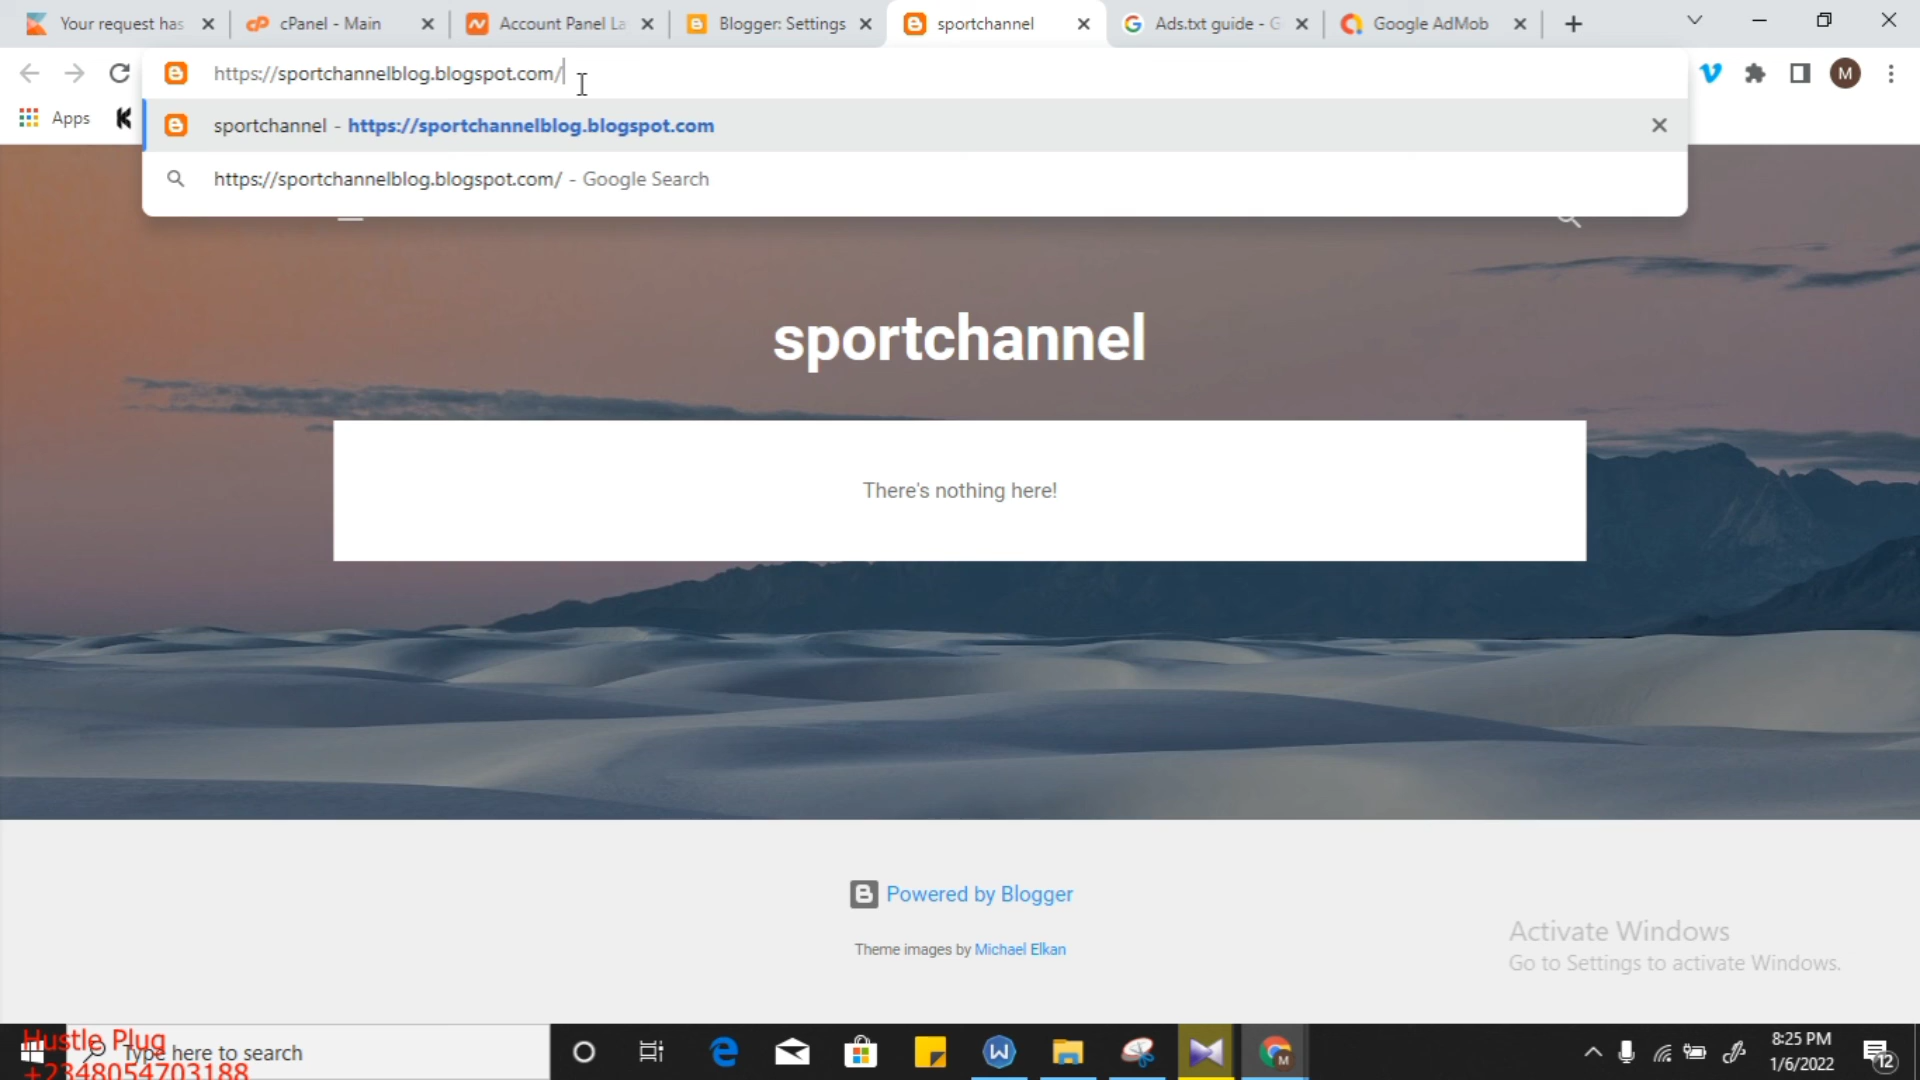 Your request has
cPanel - Main
Account Panel La
Blogger: Settings
sportchannel
Ads.txt guide - G
Google AdMob
https://sportchannelblog.blogspot.com/
M
Apps
sportchannel - https://sportchannelblog.blogspot.com
https://sportchannelblog.blogspot.com/ - Google Search
sportchannel
There's nothing here!
Powered by Blogger
Theme images by Michael Elkan
Activate Windows
Go to Settings to activate Windows.
Hustle Plug
+2348054703188
Type here to search
8:25 PM
1/6/2022
12